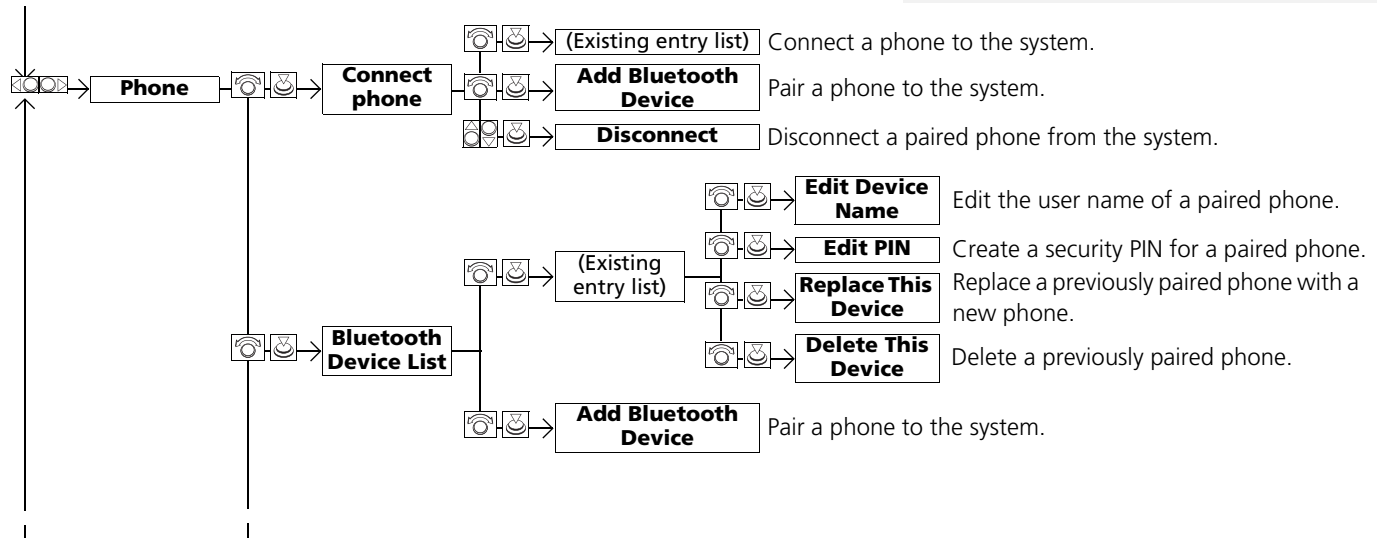 (Existing entry list) Connect a phone to the system.
Phone
Connect
phone
Add Bluetooth
Device
Pair a phone to the system.
Disconnect
Disconnect a paired phone from the system.
Bluetooth
Device List
(Existing
entry list)
Edit Device
Name
Edit the user name of a paired phone.
Edit PIN
Create a security PIN for a paired phone.
Replace This
Device
Replace a previously paired phone with a
new phone.
Delete This
Device
Delete a previously paired phone.
Add Bluetooth
Device
Pair a phone to the system.